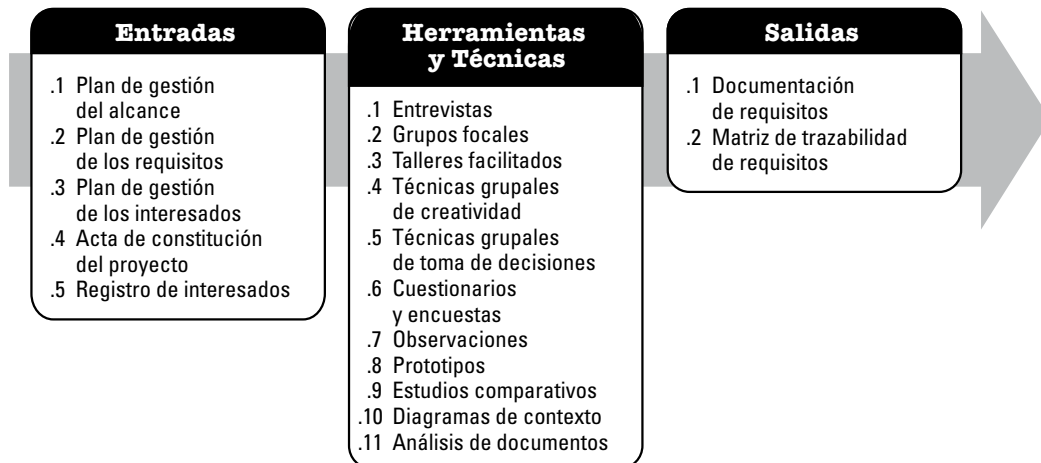 Entradas
.1 Plan de gestión
del alcance
.2 Plan de gestión
de los requisitos
.3 Plan de gestión
de los interesados
.4 Acta de constitución
del proyecto
.5 Registro de interesados
Herramientas
y Técnicas
.1 Entrevistas
.2 Grupos focales
.3 Talleres facilitados
.4 Técnicas grupales
de creatividad
.5 Técnicas grupales
de toma de decisiones
.6 Cuestionarios
y encuestas
.7 Observaciones
.8 Prototipos
.9 Estudios comparativos
.10 Diagramas de contexto
.11 Análisis de documentos
Salidas
.1 Documentación
de requisitos
.2 Matriz de trazabilidad
de requisitos